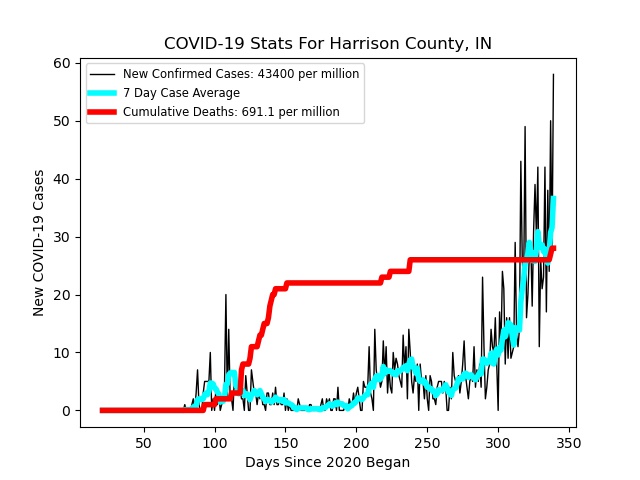 COVID-19 Stats For Harrison County, IN
New Confirmed Cases: 43400 per million
7 Day Case Average
Cumulative Deaths: 691.1 per million
60
50
40
30
20
10
0
New COVID-19 Cases
50 100 150 200 250 300 350
Days Since 2020 Began